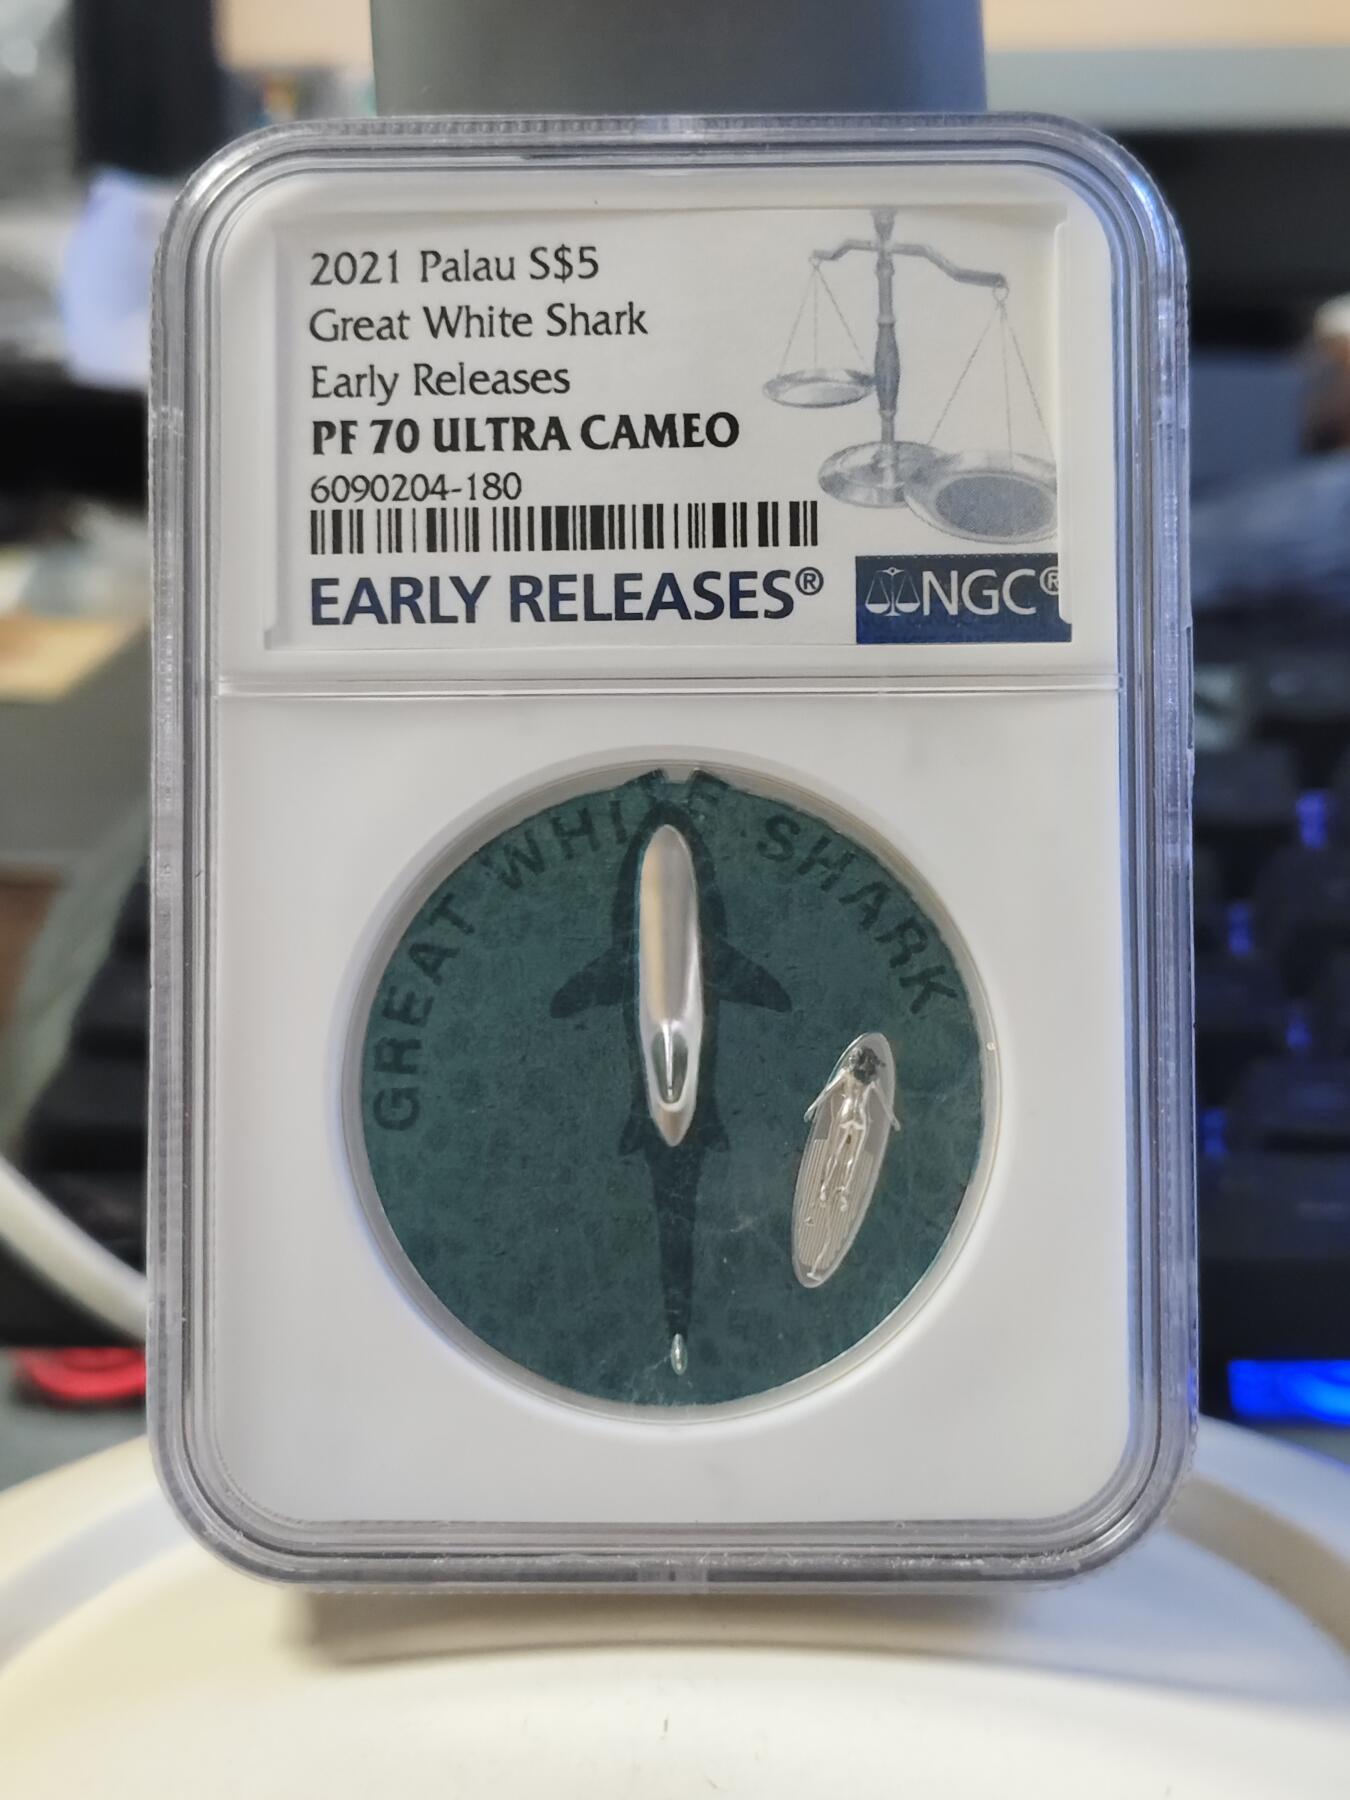 2021 Palau S$5
Great White Shark
Early Releases
PF 70 ULTRA CAMEO
6090204-180
EARLY RELEASES®
NGC®
GREAT WHITE SHARK